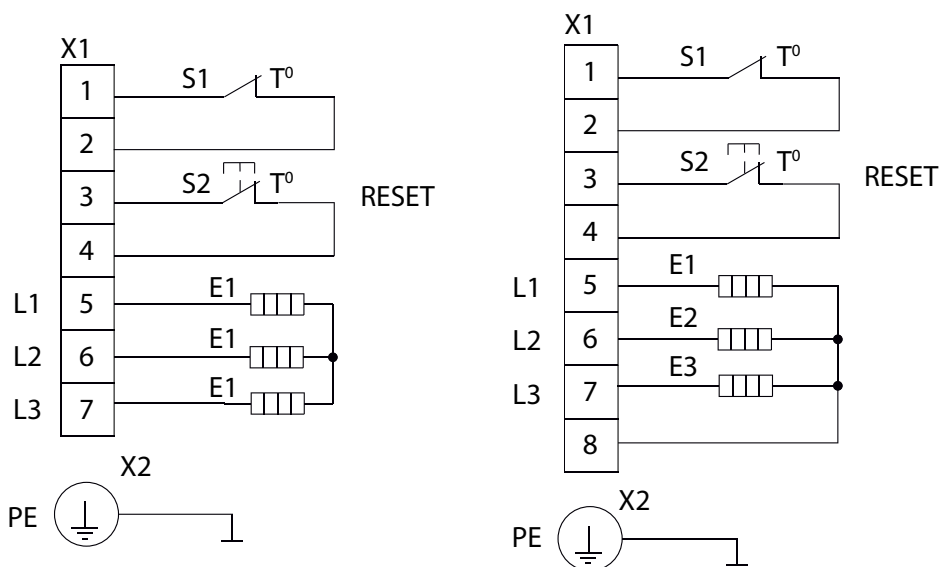 X1
1 S1 T⁰
2
3 S2 T⁰ RESET
4
L1 5 E1
L2 6 E1
L3 7 E1
X2
PE
X1
1 S1 T⁰
2
3 S2 T⁰ RESET
4
L1 5 E1
L2 6 E2
L3 7 E3
8
X2
PE